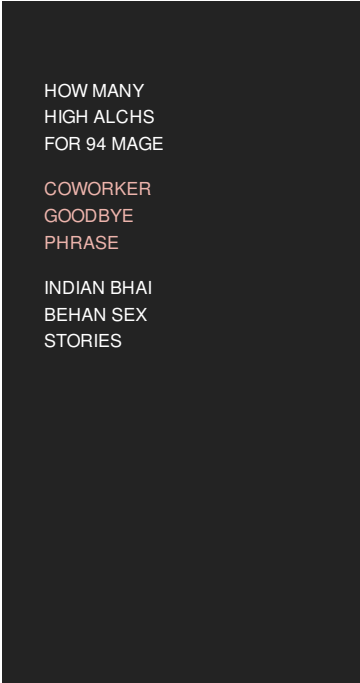 HOW MANY
HIGH ALCHS
FOR 94 MAGE
COWORKER
GOODBYE
PHRASE
INDIAN BHAI
BEHAN SEX
STORIES